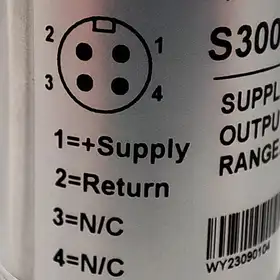 2 1
3 4
1=+Supply
2=Return
3=N/C
4=N/C
S300
SUPPL
OUTPU
RANGE
WY23090104